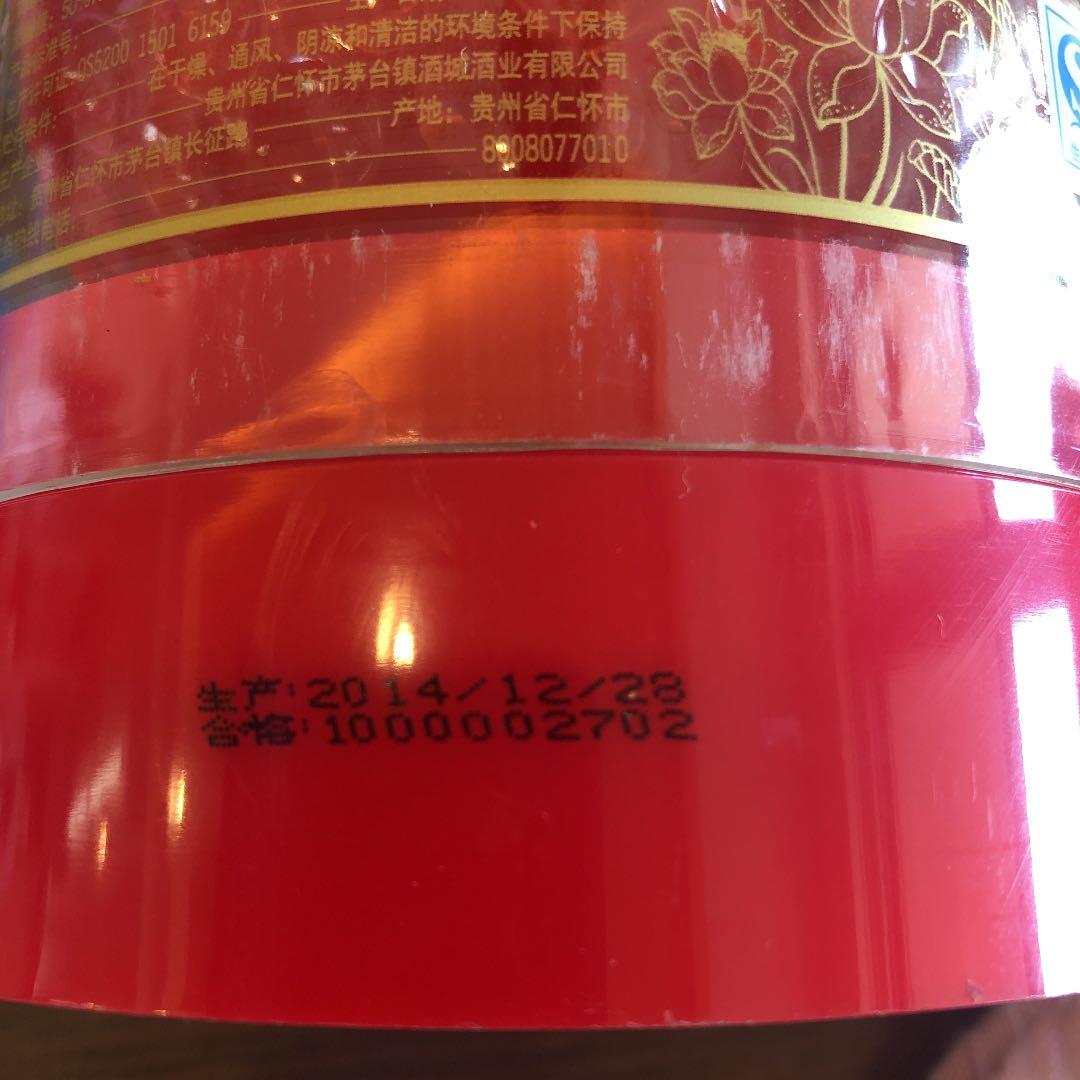 QS5200 1501 6159
在干燥、通风、阴凉和清洁的环境条件下保持
贵州省仁怀市茅台镇酒城酒业有限公司
产地：贵州省仁怀市
贵州省仁怀市茅台镇长征路
8008077010
生产:2014/12/28
合格:1000002702